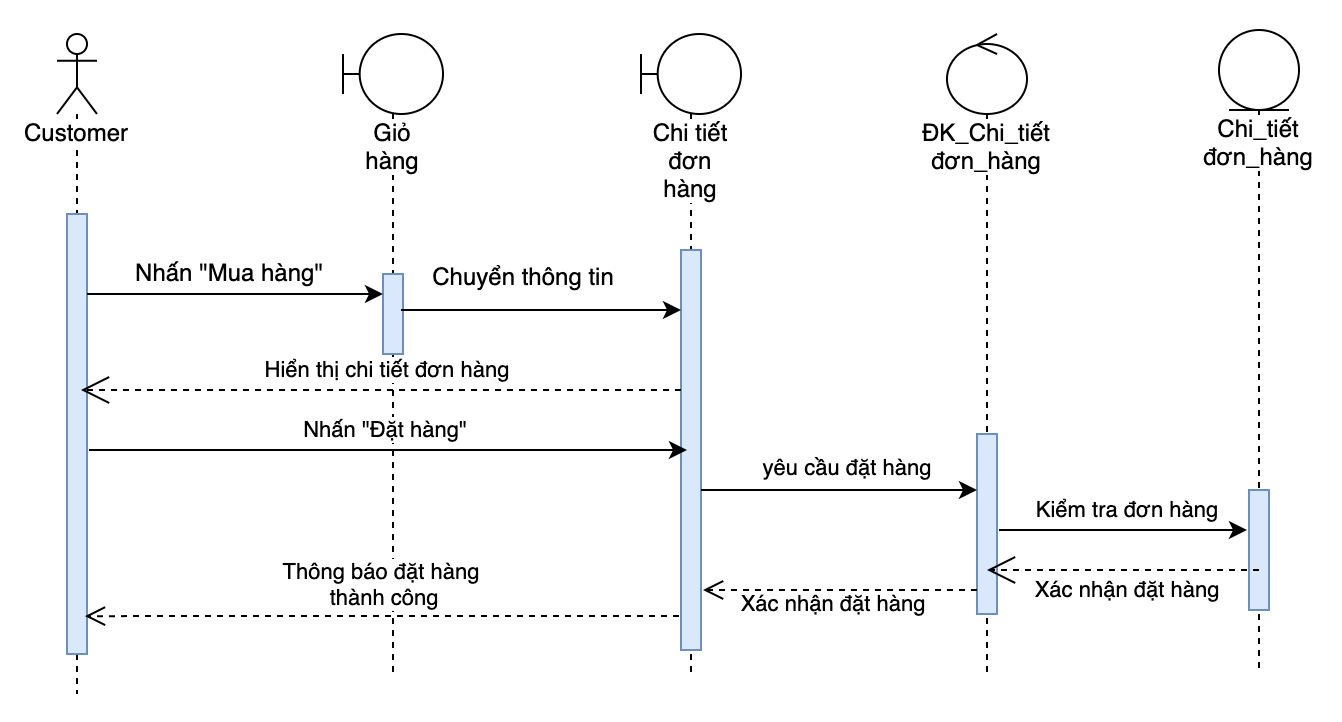 Customer
Giỏ
hàng
Chi tiết
đơn
hàng
ĐK_Chi_tiết
đơn_hàng
Chi_tiết
đơn_hàng
Nhấn "Mua hàng"
Chuyển thông tin
Hiển thị chi tiết đơn hàng
Nhấn "Đặt hàng"
yêu cầu đặt hàng
Kiểm tra đơn hàng
Xác nhận đặt hàng
Xác nhận đặt hàng
Thông báo đặt hàng
thành công